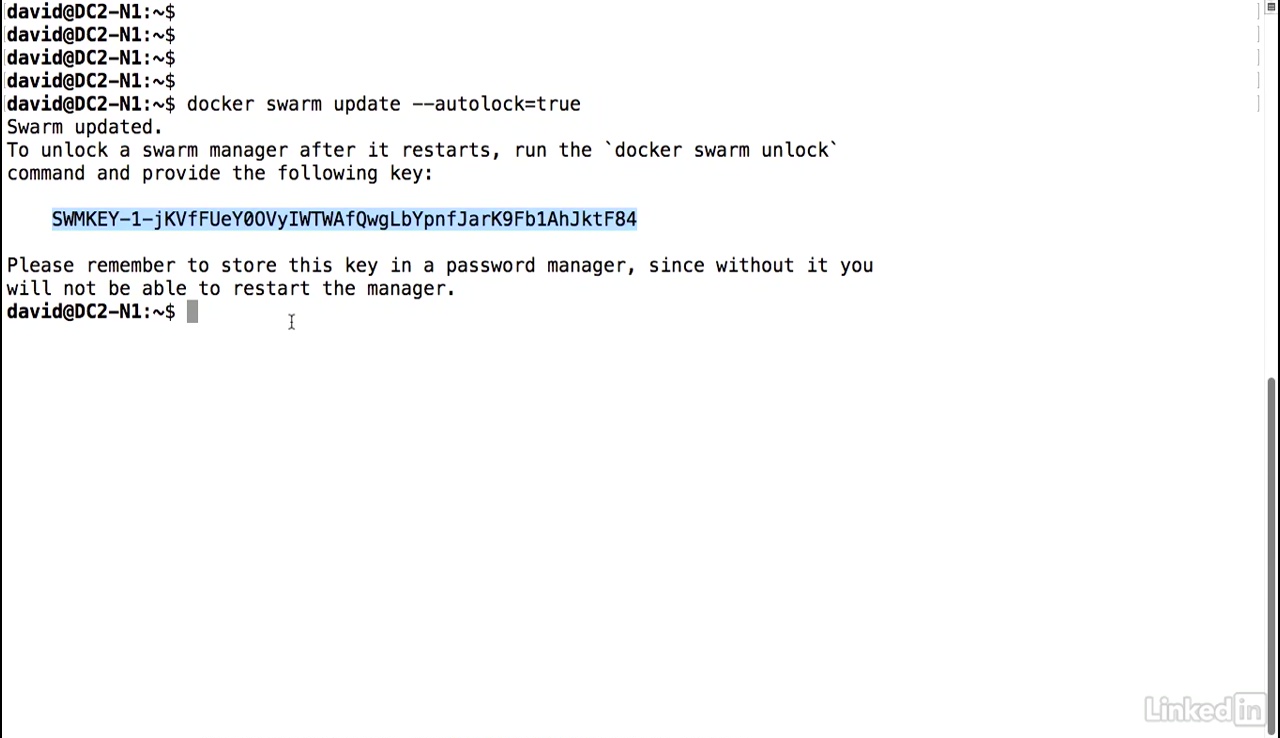 david@DC2-N1:~$
david@DC2-N1:~$
david@DC2-N1:~$
david@DC2-N1:~$
david@DC2-N1:~$ docker swarm update --autolock=true
Swarm updated.
To unlock a swarm manager after it restarts, run the `docker swarm unlock`
command and provide the following key:
SWMKEY-1-jKVfFUeY0OVyIWTWAfQwgLbYpnfJarK9Fb1AhJktF84
Please remember to store this key in a password manager, since without it you
will not be able to restart the manager.
david@DC2-N1:~$
Linked in